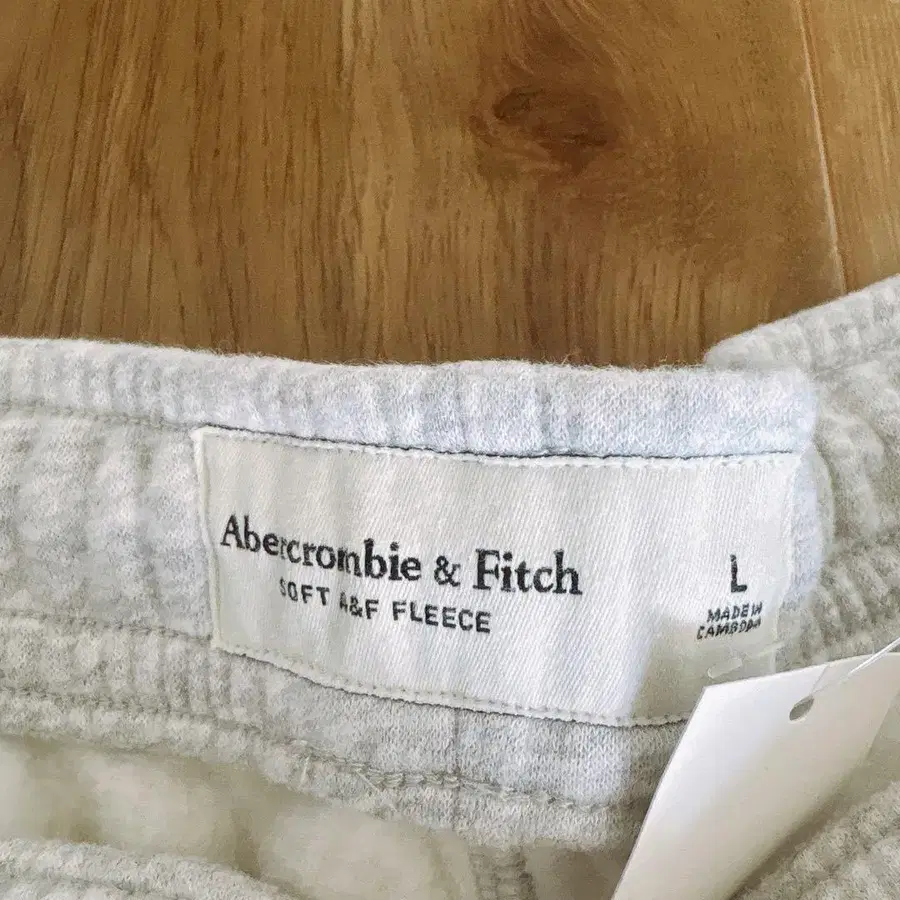 Abercrombie & Fitch
SOFT A&F FLEECE
L
MADE IN
CAMBODIA